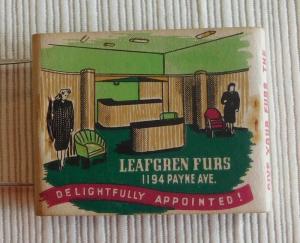 LEAFGREN FURS
1194 PAYNE AVE.
DELIGHTFULLY APPOINTED!
GIVE YOUR FURS THE